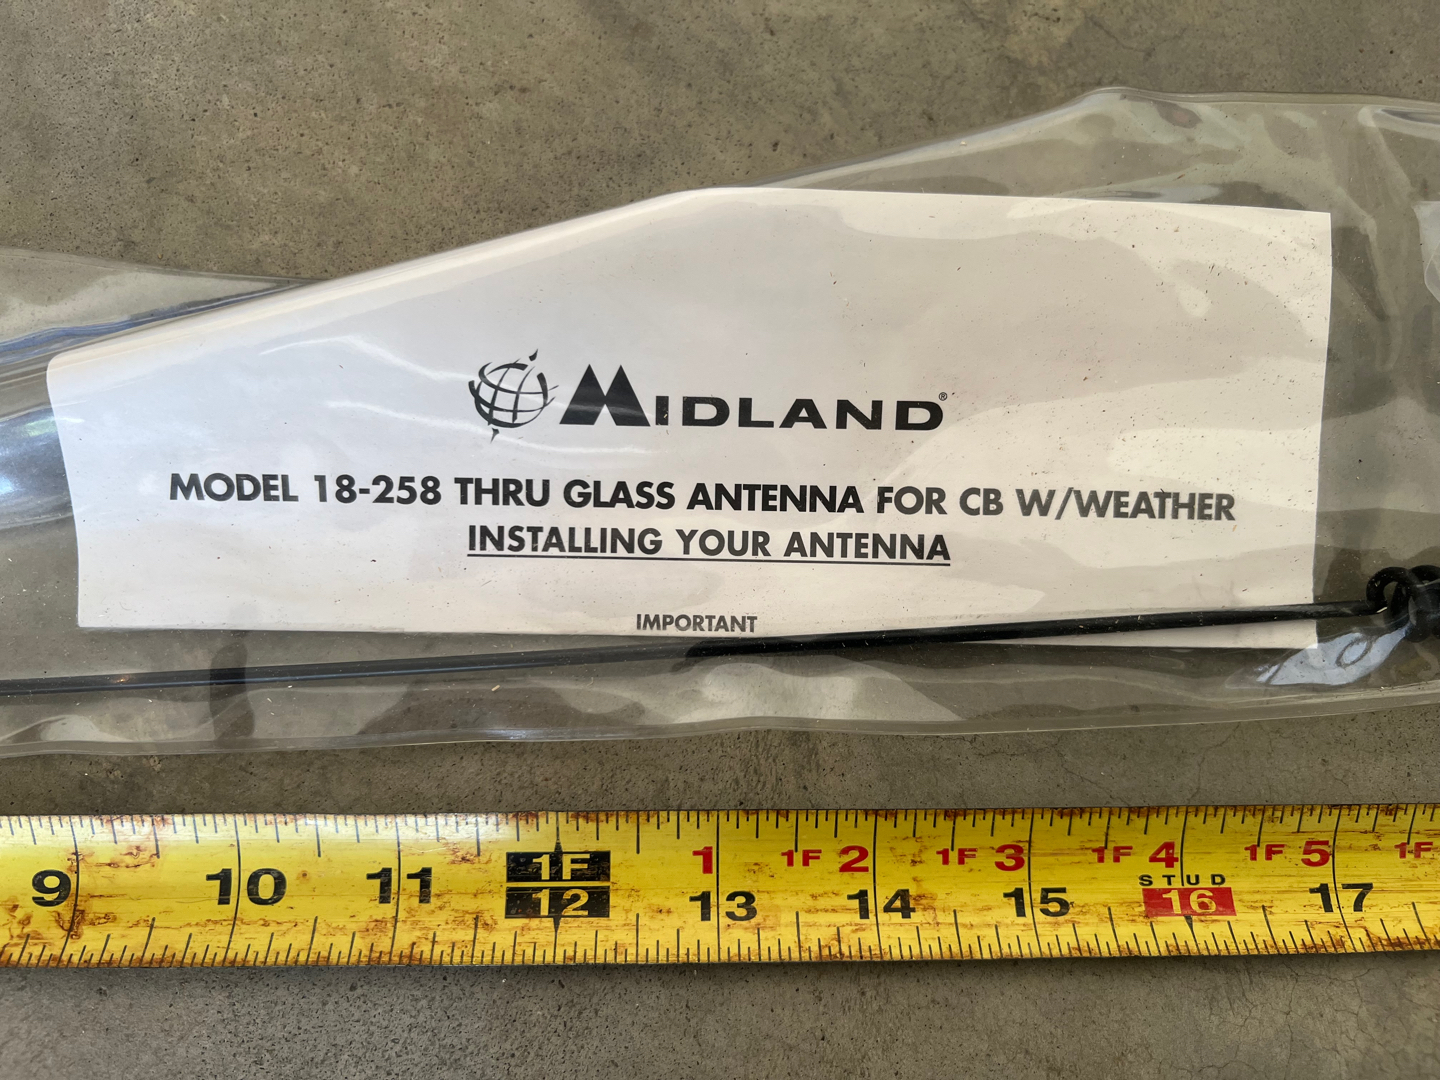 MIDLAND®
MODEL 18-258 THRU GLASS ANTENNA FOR CB W/WEATHER
INSTALLING YOUR ANTENNA
IMPORTANT
1F 1 1F 2 1F 3 1F 4 1F 5 1F
STUD
9 10 11 12 13 14 15 16 17